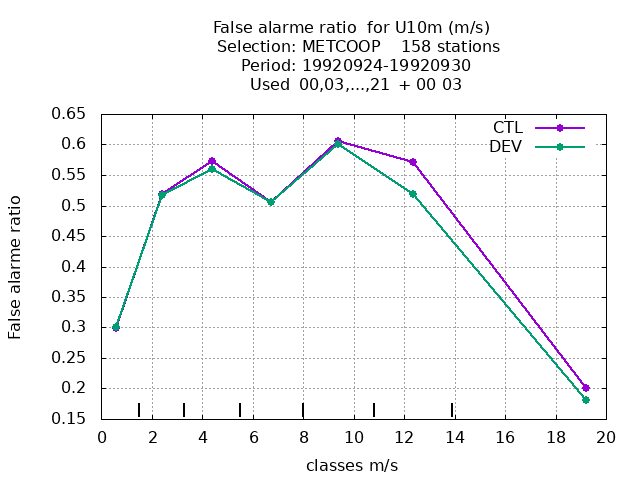 False alarme ratio  for U10m (m/s)
Selection: METCOOP    158 stations
Period: 19920924-19920930
Used  00,03,...,21  + 00 03
CTL
DEV
0.65
0.6
0.55
0.5
0.45
0.4
0.35
0.3
0.25
0.2
0.15
False alarme ratio
0 2 4 6 8 10 12 14 16 18 20
classes m/s